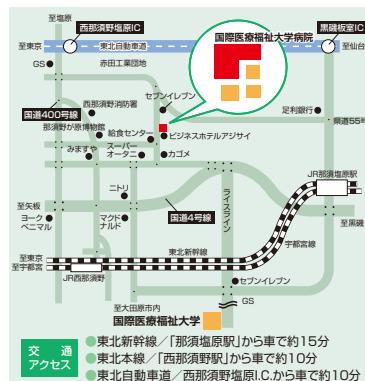 至塩原
西那須野塩原IC
国際医療福祉大学病院
黒磯板室IC
至東京
東北自動車道
至仙台
GS
赤田工業団地
セブンイレブン
西那須野消防署
足利銀行
国道400号線
那須野が原博物館
県道55号
給食センター
ビジネスホテルアジサイ
みますや
スーパー
オータニ
カゴメ
JR那須塩原駅
ニトリ
至矢板
ライスライン
国道4号線
ヨーク
ベニマル
マクド
ナルド
至黒磯
宇都宮線
東北新幹線
至東京
至宇都宮
JR西那須野
セブンイレブン
GS
至大田原市内
国際医療福祉大学
交通
アクセス
●東北新幹線/「那須塩原駅」から車で約15分
●東北本線/「西那須野駅」から車で約10分
●東北自動車道/西那須野塩原I.C.から車で約10分